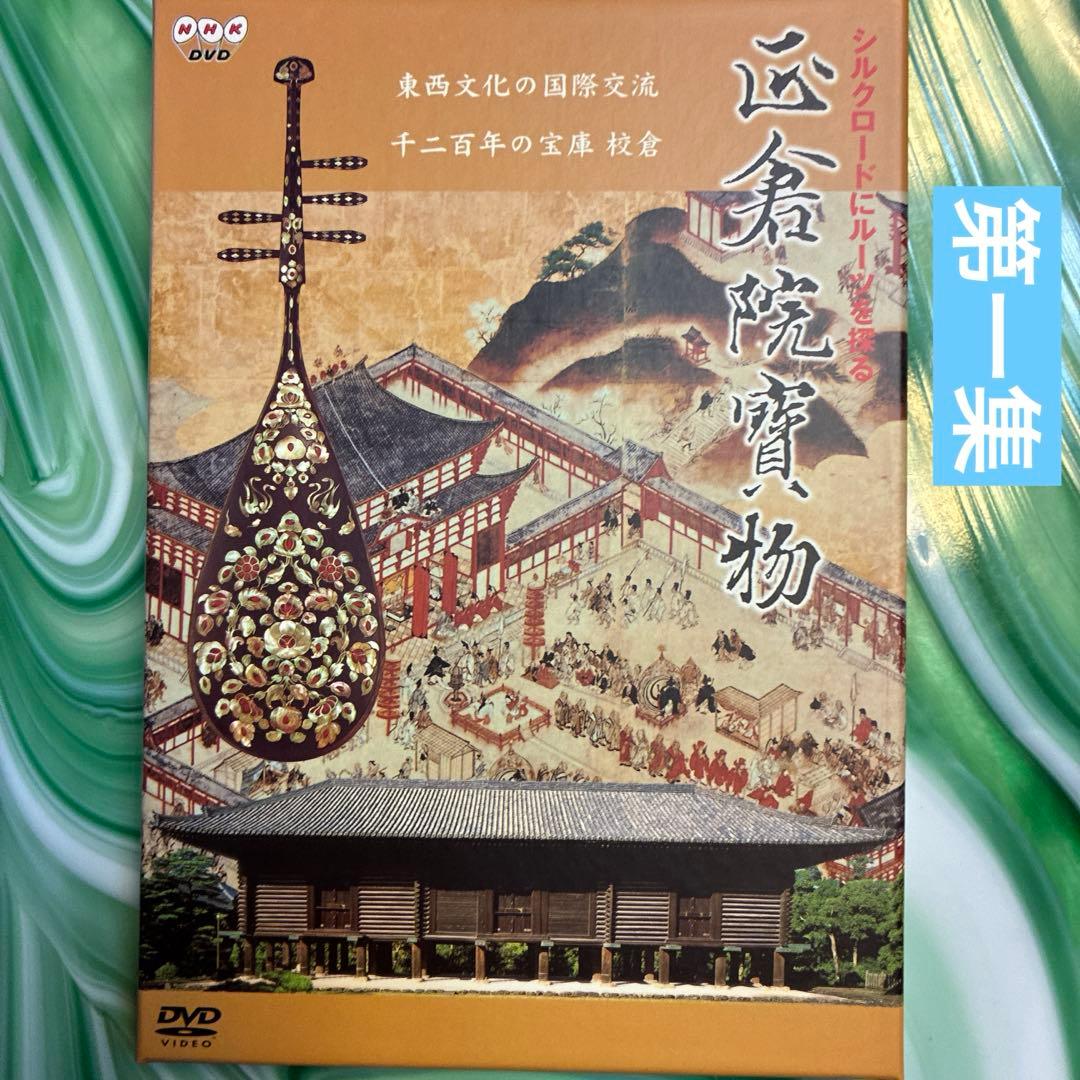 NHK
DVD
シルクロードにルーツを探る
正倉院寶物
東西文化の国際交流
千二百年の宝庫 校倉
第一集
DVD
VIDEO